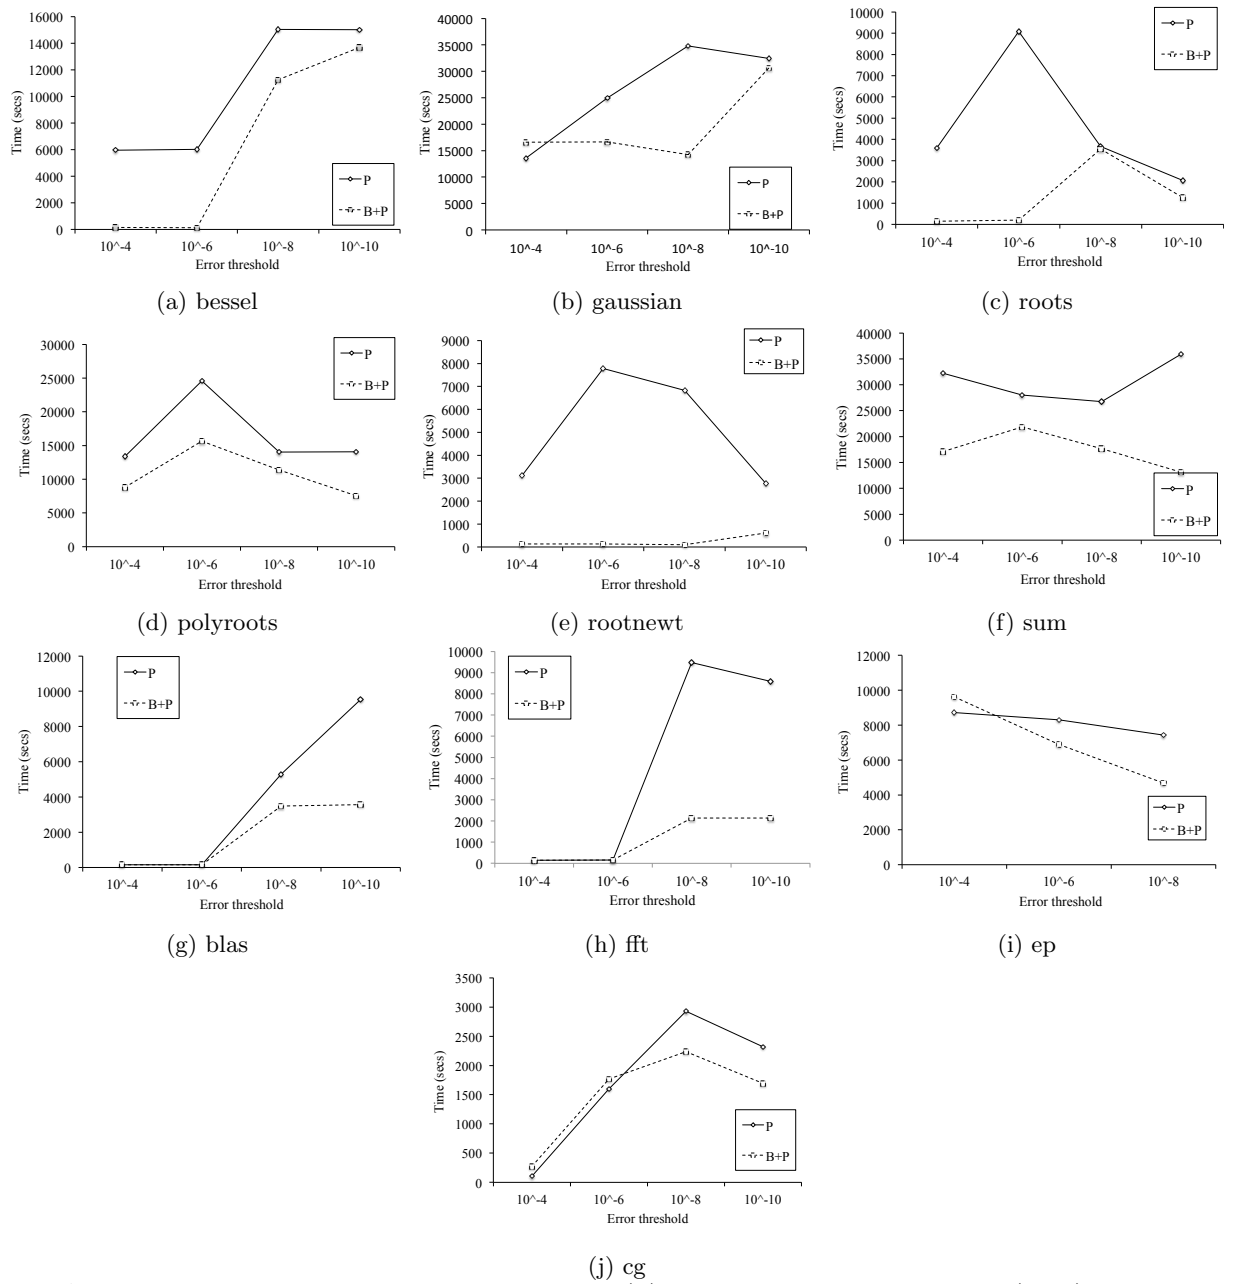 16000
14000
12000
10000
8000
6000
4000
2000
0
Time (secs)
P
B+P
10^-4 10^-6 10^-8 10^-10
Error threshold
(a) bessel
40000
35000
30000
25000
20000
15000
10000
5000
0
Time (secs)
P
B+P
10^-4 10^-6 10^-8 10^-10
Error threshold
(b) gaussian
10000
9000
8000
7000
6000
5000
4000
3000
2000
1000
0
Time (secs)
P
B+P
10^-4 10^-6 10^-8 10^-10
Error threshold
(c) roots
30000
25000
20000
15000
10000
5000
0
Time (secs)
P
B+P
10^-4 10^-6 10^-8 10^-10
Error threshold
(d) polyroots
9000
8000
7000
6000
5000
4000
3000
2000
1000
0
Time (secs)
P
B+P
10^-4 10^-6 10^-8 10^-10
Error threshold
(e) rootnewt
40000
35000
30000
25000
20000
15000
10000
5000
0
Time (secs)
P
B+P
10^-4 10^-6 10^-8 10^-10
Error threshold
(f) sum
12000
10000
8000
6000
4000
2000
0
Time (secs)
P
B+P
10^-4 10^-6 10^-8 10^-10
Error threshold
(g) blas
10000
9000
8000
7000
6000
5000
4000
3000
2000
1000
0
Time (secs)
P
B+P
10^-4 10^-6 10^-8 10^-10
Error threshold
(h) fft
12000
10000
8000
6000
4000
2000
0
Time (secs)
P
B+P
10^-4 10^-6 10^-8
Error threshold
(i) ep
3500
3000
2500
2000
1500
1000
500
0
Time (secs)
P
B+P
10^-4 10^-6 10^-8 10^-10
Error threshold
(j) cg